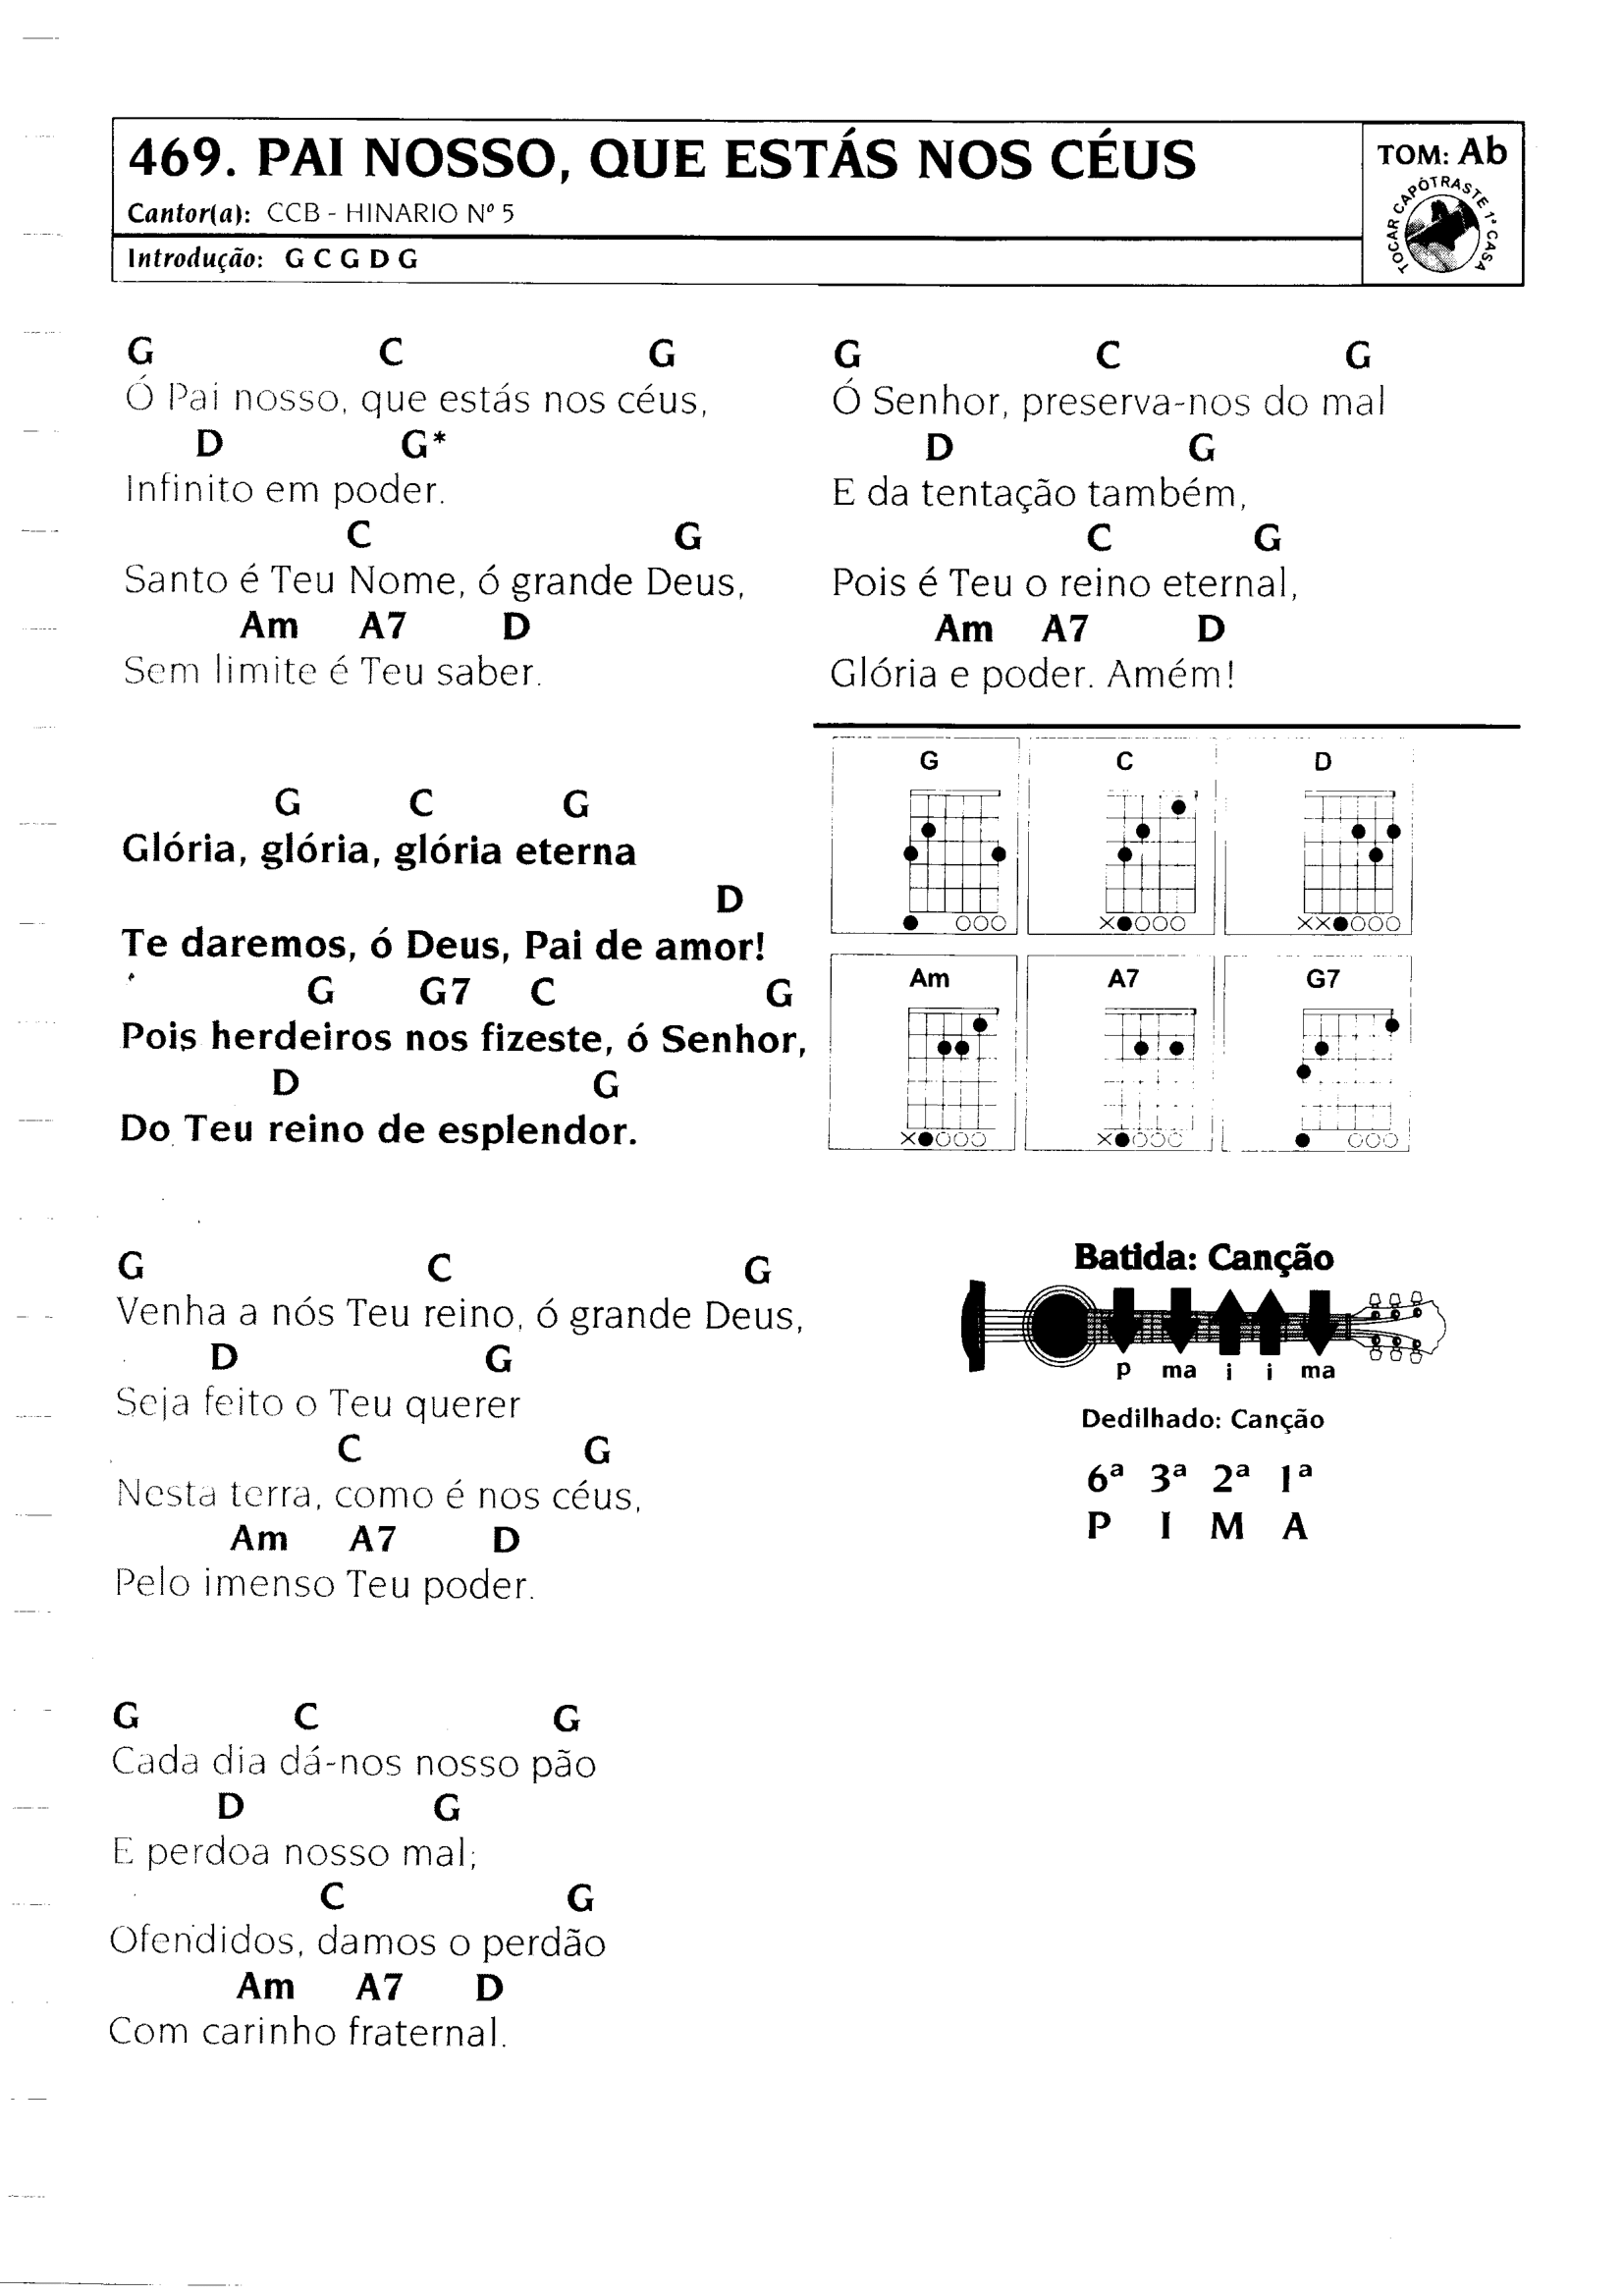 469. PAI NOSSO, QUE ESTÁS NOS CÉUS
Cantor(a): CCB - HINARIO Nº 5
Introdução: G C G D G
TOM: Ab
TOCAR CAPOTRASTE 1ª CASA
G C G
Ó Pai nosso, que estás nos céus,
D G*
Infinito em poder.
C G
Santo é Teu Nome, ó grande Deus,
Am A7 D
Sem limite é Teu saber.
G C G
Glória, glória, glória eterna
D
Te daremos, ó Deus, Pai de amor!
G G7 C G
Pois herdeiros nos fizeste, ó Senhor,
D G
Do Teu reino de esplendor.
G C G
Venha a nós Teu reino, ó grande Deus,
D G
Seja feito o Teu querer
C G
Nesta terra, como é nos céus,
Am A7 D
Pelo imenso Teu poder.
G C G
Cada dia dá-nos nosso pão
D G
E perdoa nosso mal;
C G
Ofendidos, damos o perdão
Am A7 D
Com carinho fraternal.
G C G
Ó Senhor, preserva-nos do mal
D G
E da tentação também,
C G
Pois é Teu o reino eternal,
Am A7 D
Glória e poder. Amém!
G C D
Am A7 G7
Batida: Canção
p ma i i ma
Dedilhado: Canção
6ª 3ª 2ª 1ª
P I M A